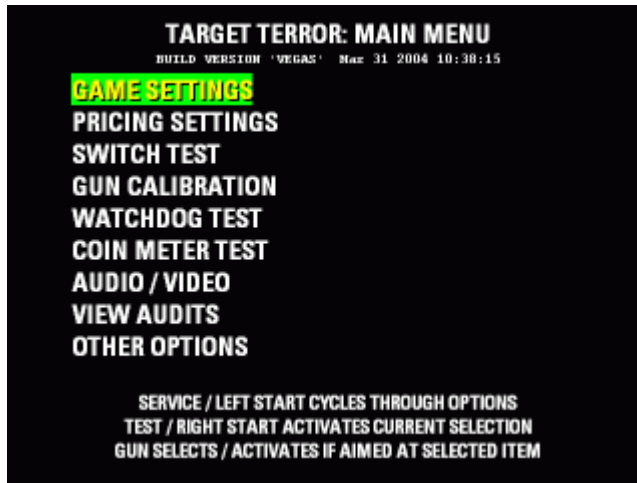 TARGET TERROR: MAIN MENU
BUILD VERSION 'VEGAS' Mar 31 2004 10:38:15
GAME SETTINGS
PRICING SETTINGS
SWITCH TEST
GUN CALIBRATION
WATCHDOG TEST
COIN METER TEST
AUDIO / VIDEO
VIEW AUDITS
OTHER OPTIONS
SERVICE / LEFT START CYCLES THROUGH OPTIONS
TEST / RIGHT START ACTIVATES CURRENT SELECTION
GUN SELECTS / ACTIVATES IF AIMED AT SELECTED ITEM